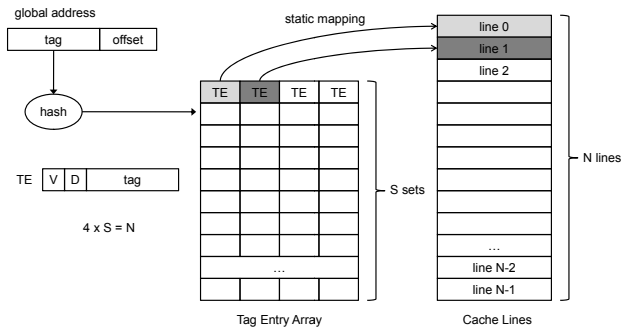 global address
tag offset
hash
TE V D tag
4 x S = N
static mapping
TE TE TE TE
...
S sets
Tag Entry Array
line 0
line 1
line 2
...
line N-2
line N-1
N lines
Cache Lines